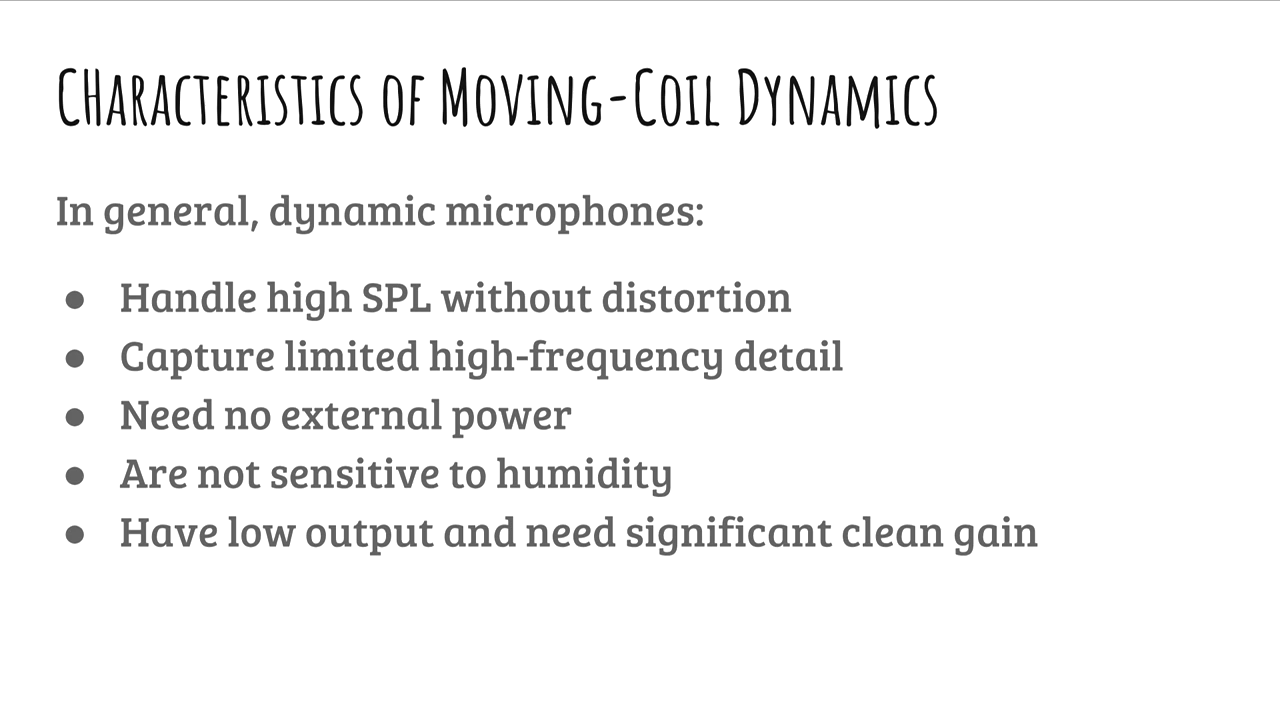 CHaracteristics of Moving-Coil Dynamics
In general, dynamic microphones:
● Handle high SPL without distortion
● Capture limited high-frequency detail
● Need no external power
● Are not sensitive to humidity
● Have low output and need significant clean gain